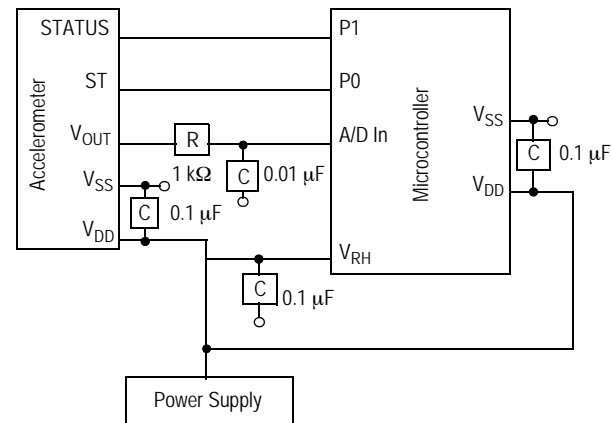 STATUS
ST
V_OUT
V_SS
V_DD
Accelerometer
R
1 kΩ
C
0.01 µF
C
0.1 µF
C
0.1 µF
P1
P0
A/D In
V_RH
Microcontroller
V_SS
V_DD
C
0.1 µF
Power Supply